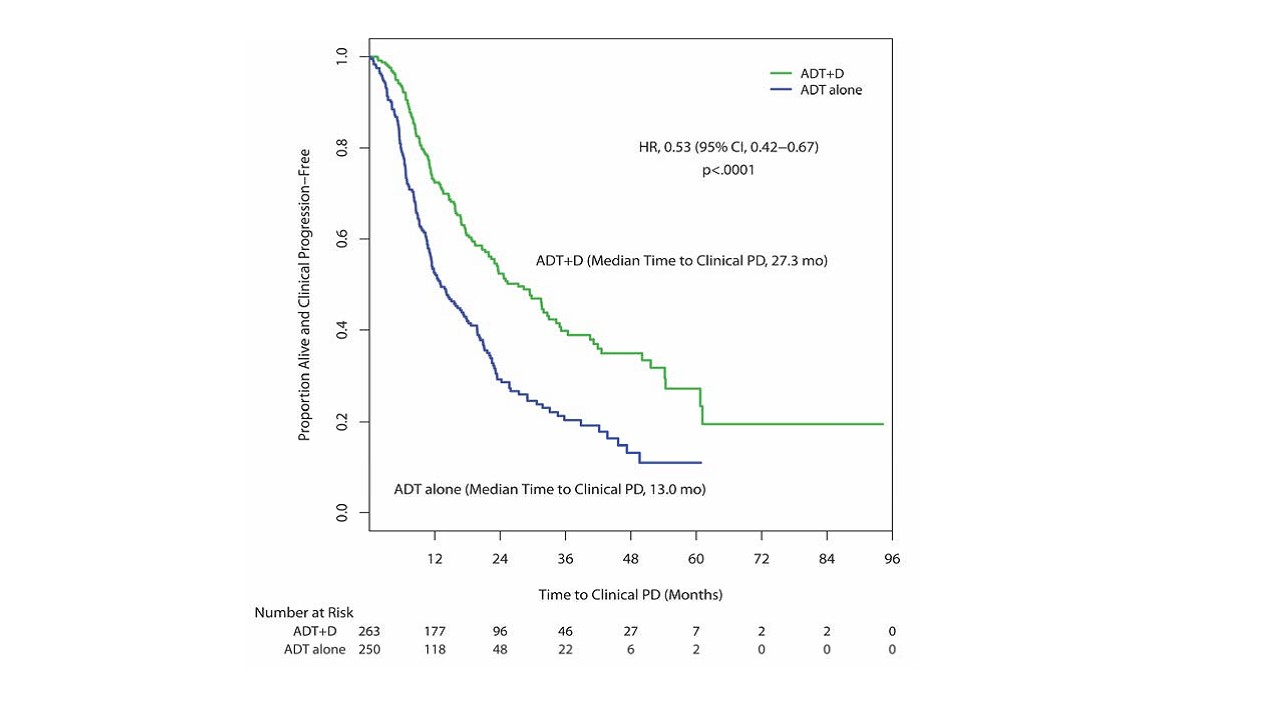 ADT+D
ADT alone
HR, 0.53 (95% CI, 0.42–0.67)
p<.0001
ADT+D (Median Time to Clinical PD, 27.3 mo)
ADT alone (Median Time to Clinical PD, 13.0 mo)
Proportion Alive and Clinical Progression–Free
1.0
0.8
0.6
0.4
0.2
0.0
12 24 36 48 60 72 84 96
Time to Clinical PD (Months)
Number at Risk
ADT+D 263 177 96 46 27 7 2 2 0
ADT alone 250 118 48 22 6 2 0 0 0